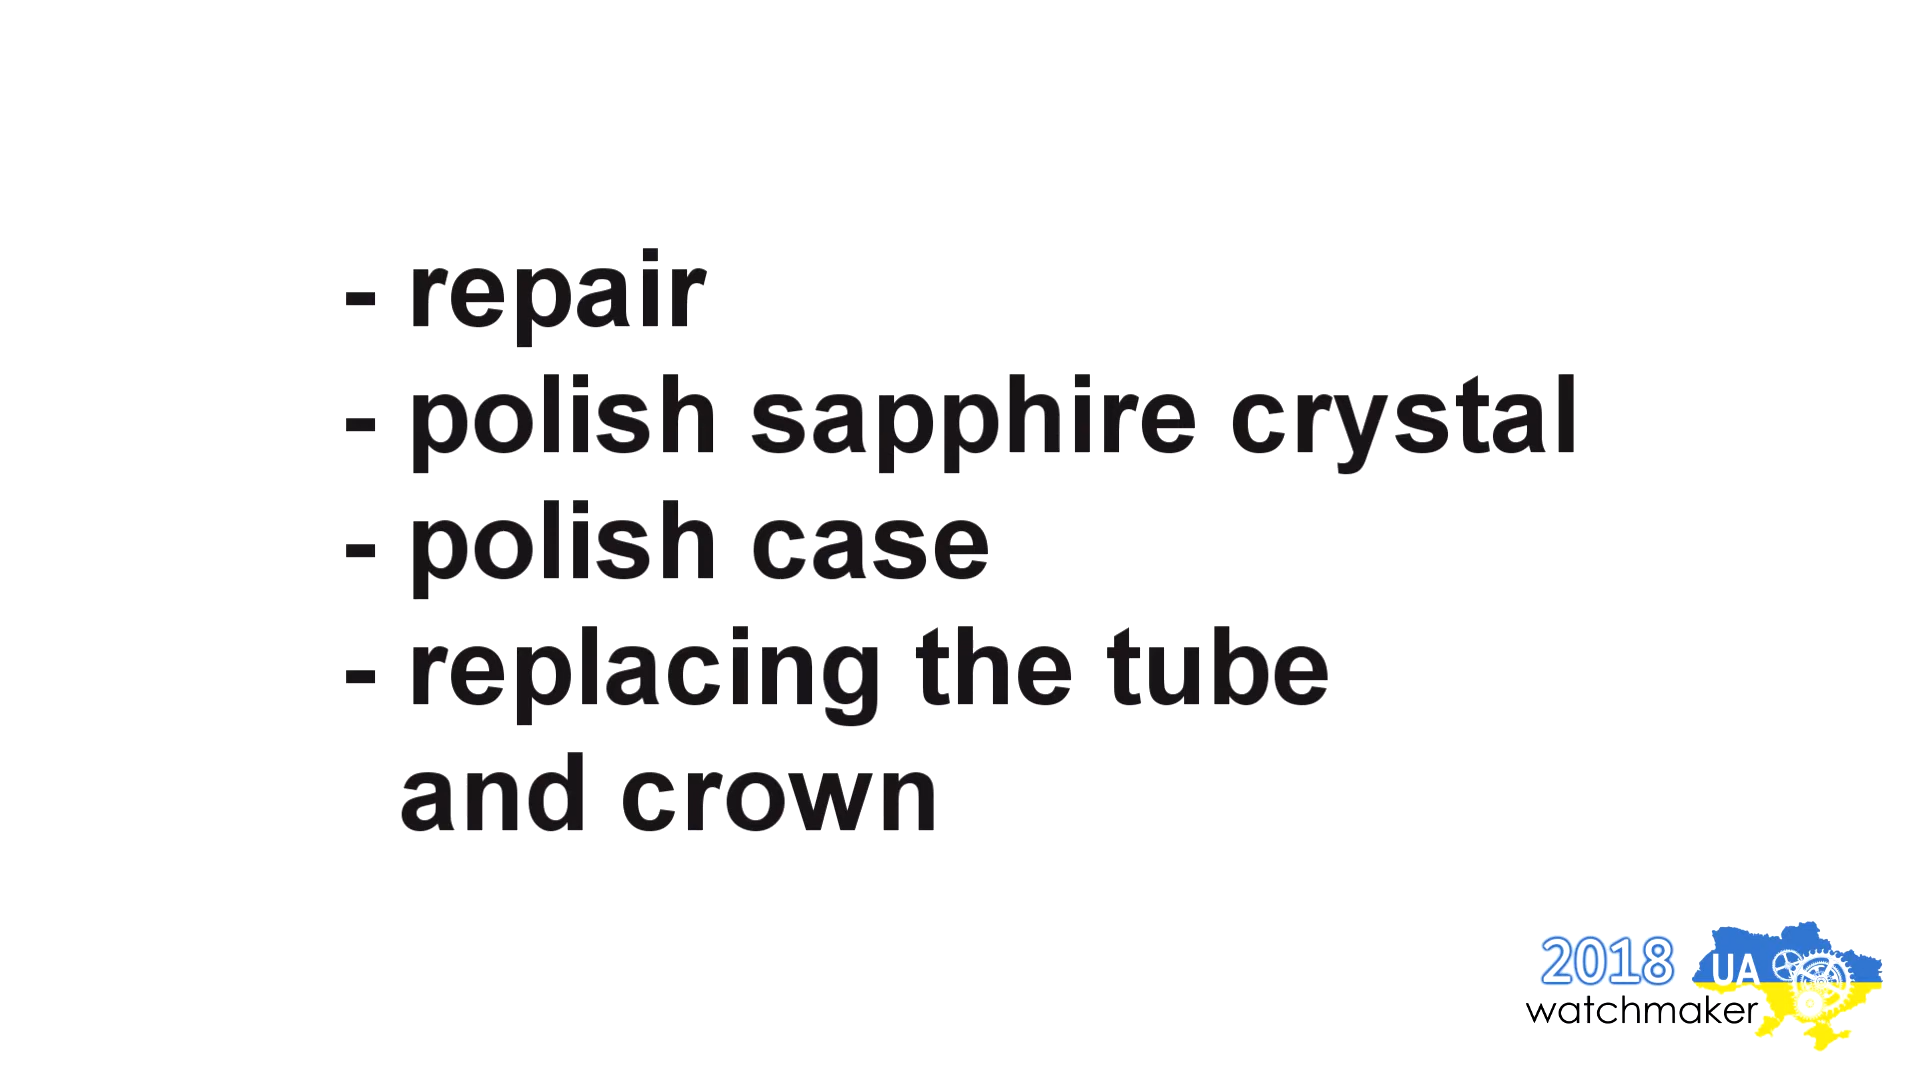 - repair
- polish sapphire crystal
- polish case
- replacing the tube
and crown
2018 UA
watchmaker